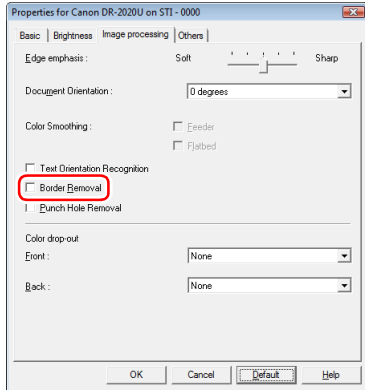 Properties for Canon DR-2020U on STI - 0000
Basic Brightness Image processing Others
Edge emphasis : Soft Sharp
Document Orientation : 0 degrees
Color Smoothing : Feeder
Flatbed
Text Orientation Recognition
Border Removal
Punch Hole Removal
Color drop-out
Front : None
Back : None
OK Cancel Default Help